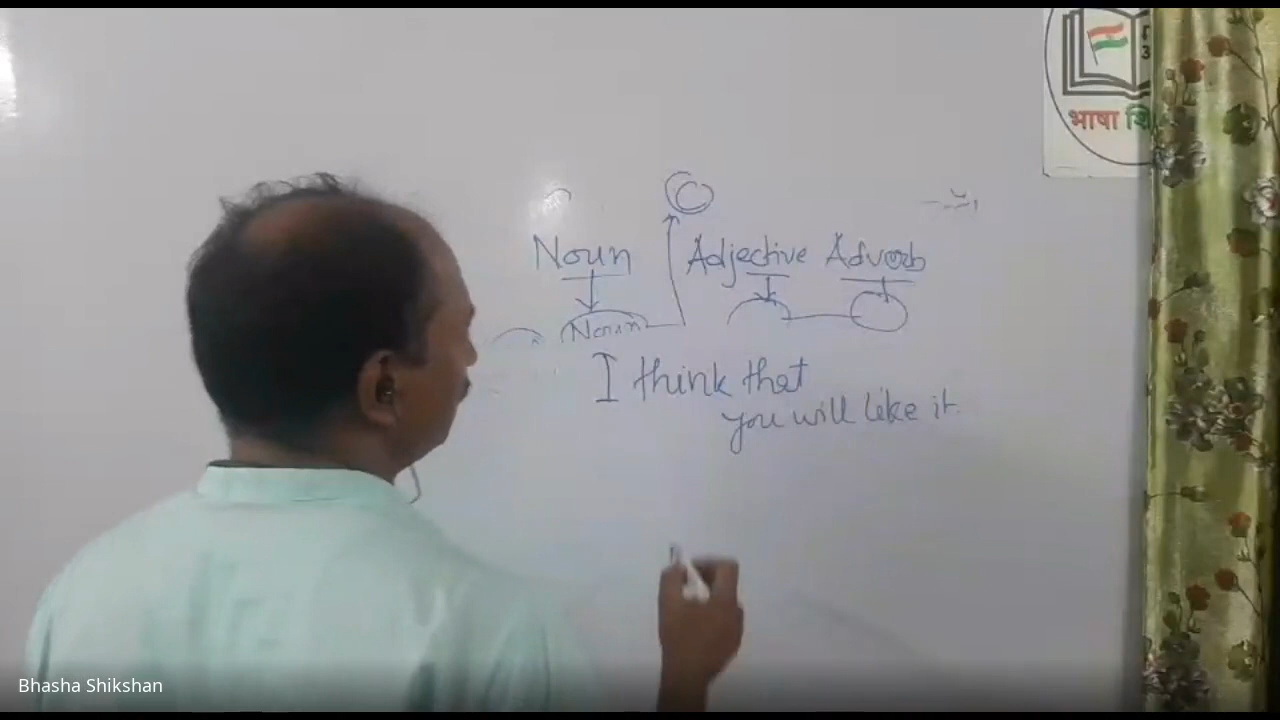 भाषा
©
Noun Adjective Adverb
Noun
I think that
you will like it.
Bhasha Shikshan